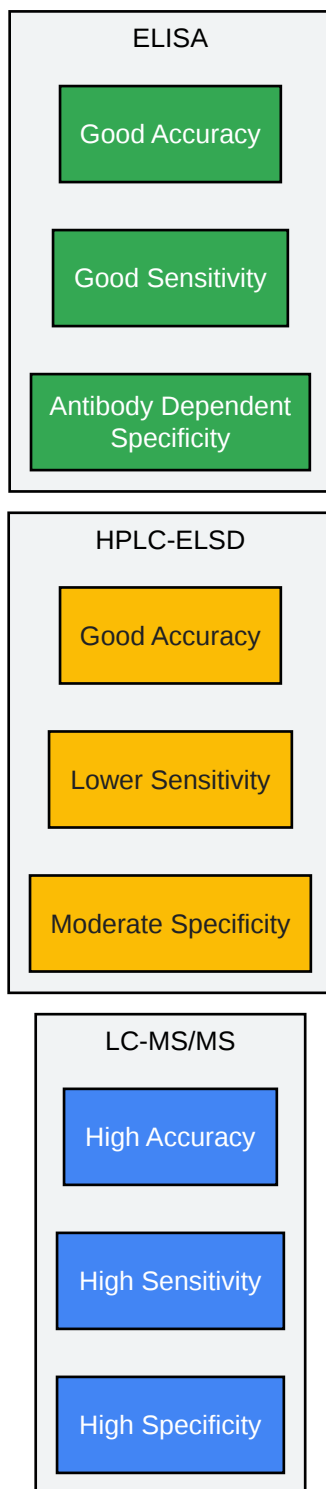 ELISA
Good Accuracy
Good Sensitivity
Antibody Dependent
Specificity
HPLC-ELSD
Good Accuracy
Lower Sensitivity
Moderate Specificity
LC-MS/MS
High Accuracy
High Sensitivity
High Specificity